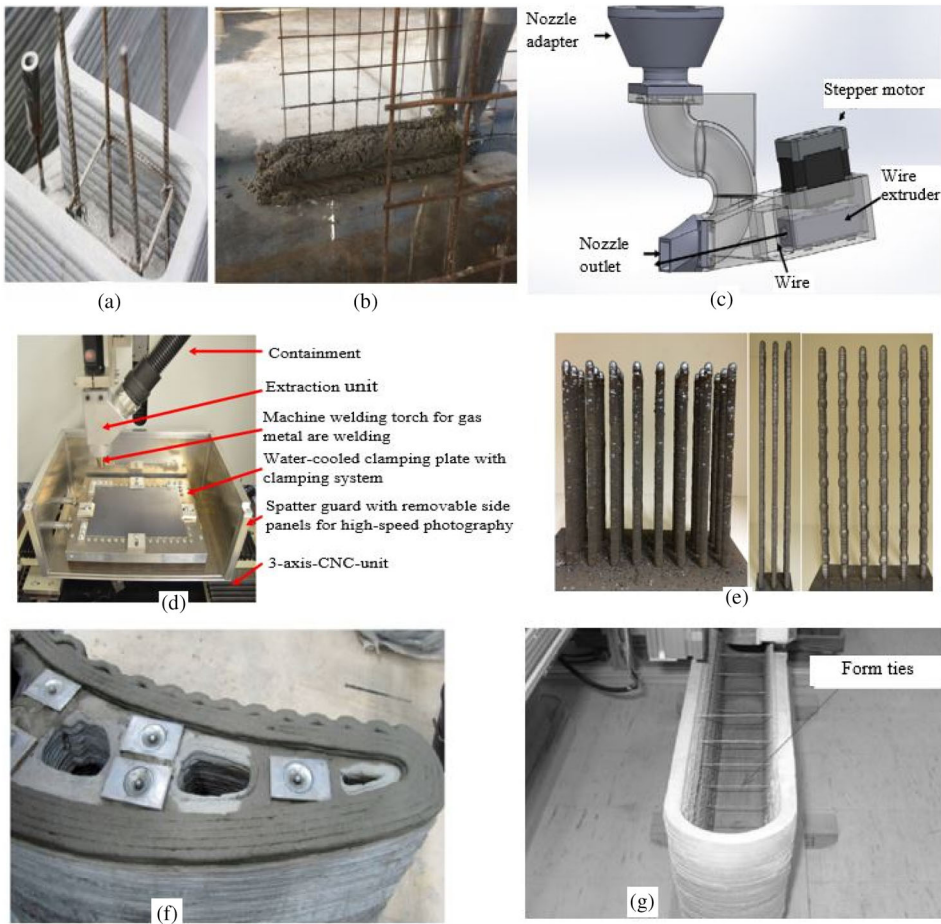 Nozzle
adapter
Stepper motor
Wire
extruder
Nozzle
outlet
Wire
(a)
(b)
(c)
Containment
Extraction unit
Machine welding torch for gas
metal are welding
Water-cooled clamping plate with
clamping system
Spatter guard with removable side
panels for high-speed photography
3-axis-CNC-unit
(d)
(e)
Form ties
(f)
(g)